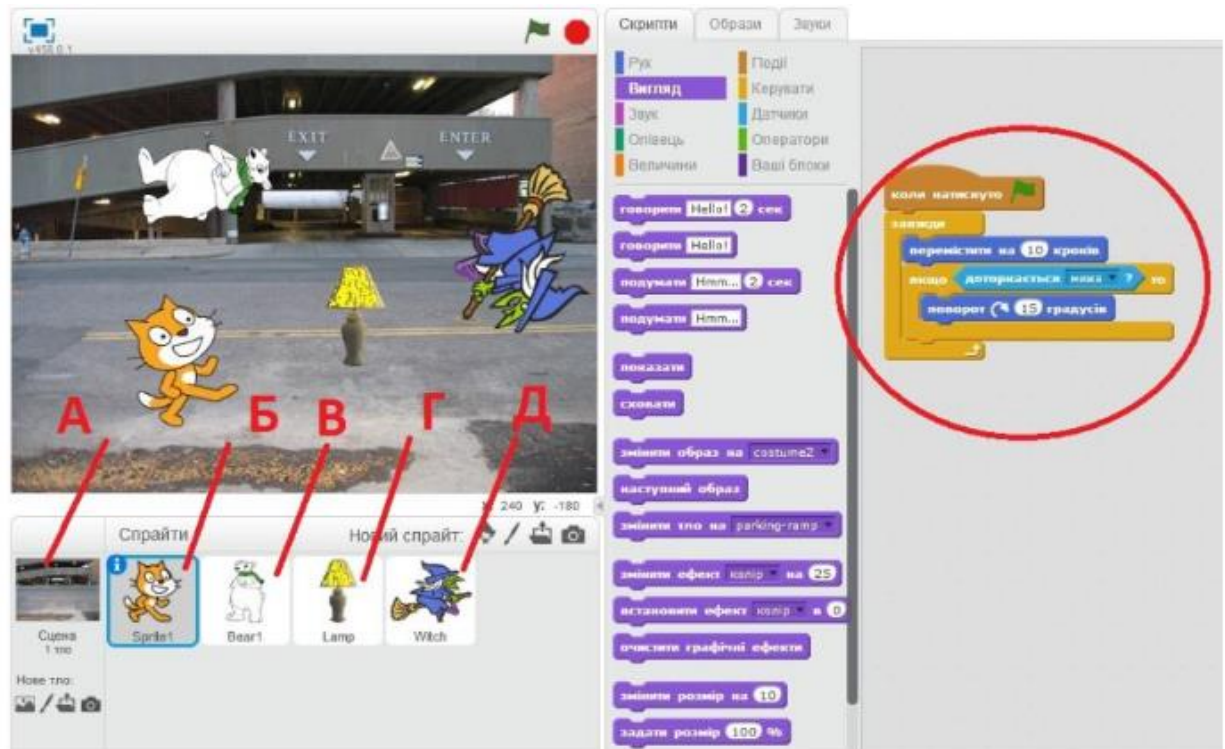 v458.0.1
EXIT
ENTER
А
Б
В
Г
Д
x: 240 y: -180
Спрайти
Новий спрайт:
Сцена
1 тло
Нове тло:
Sprite1
Bear1
Lamp
Witch
Скрипти
Образи
Звуки
Рух
Події
Вигляд
Керувати
Звук
Датчики
Олівець
Оператори
Величини
Ваші блоки
говорити Hello! 2 сек
говорити Hello!
подумати Hmm... 2 сек
подумати Hmm...
показати
сховати
змінити образ на costume2
наступний образ
змінити тло на parking-ramp
змінити ефект колір на 25
встановити ефект колір в 0
очистити графічні ефекти
змінити розмір на 10
задати розмір 100 %
коли натиснуто
завжди
перемістити на 10 кроків
якщо доторкається межа ? то
поворот 15 градусів